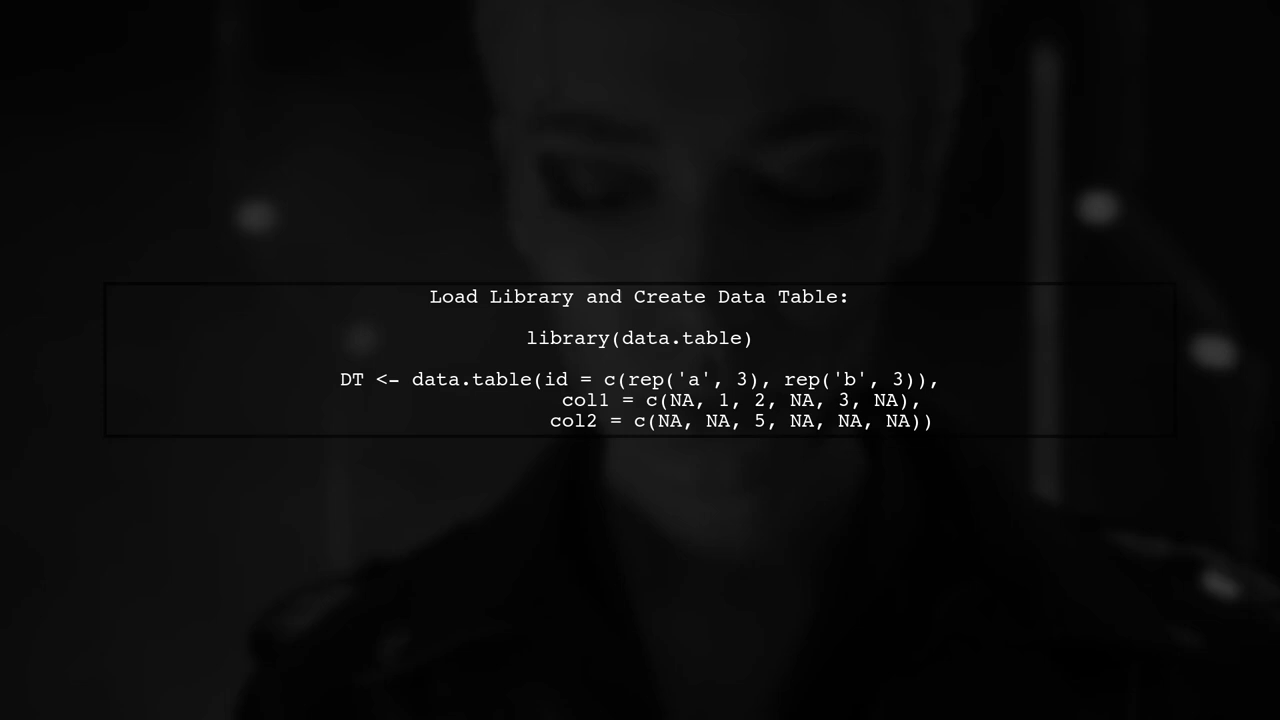 Load Library and Create Data Table:
library(data.table)
DT <- data.table(id = c(rep('a', 3), rep('b', 3)),
col1 = c(NA, 1, 2, NA, 3, NA),
col2 = c(NA, NA, 5, NA, NA, NA))